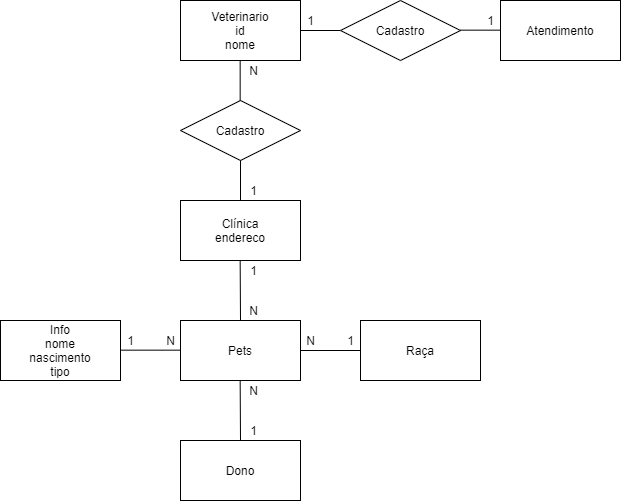 Veterinario
id
nome
1
Cadastro
1
Atendimento
N
Cadastro
1
Clínica
endereco
1
N
Info
nome
nascimento
tipo
1
N
Pets
N
1
Raça
N
1
Dono